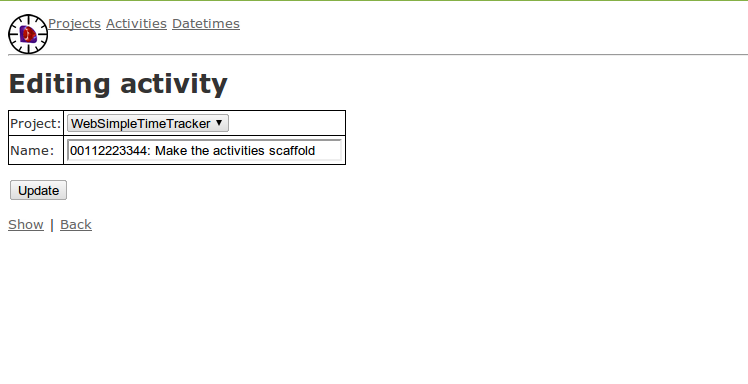 Projects Activities Datetimes
Editing activity
Project: WebSimpleTimeTracker
Name: 00112223344: Make the activities scaffold
Update
Show | Back